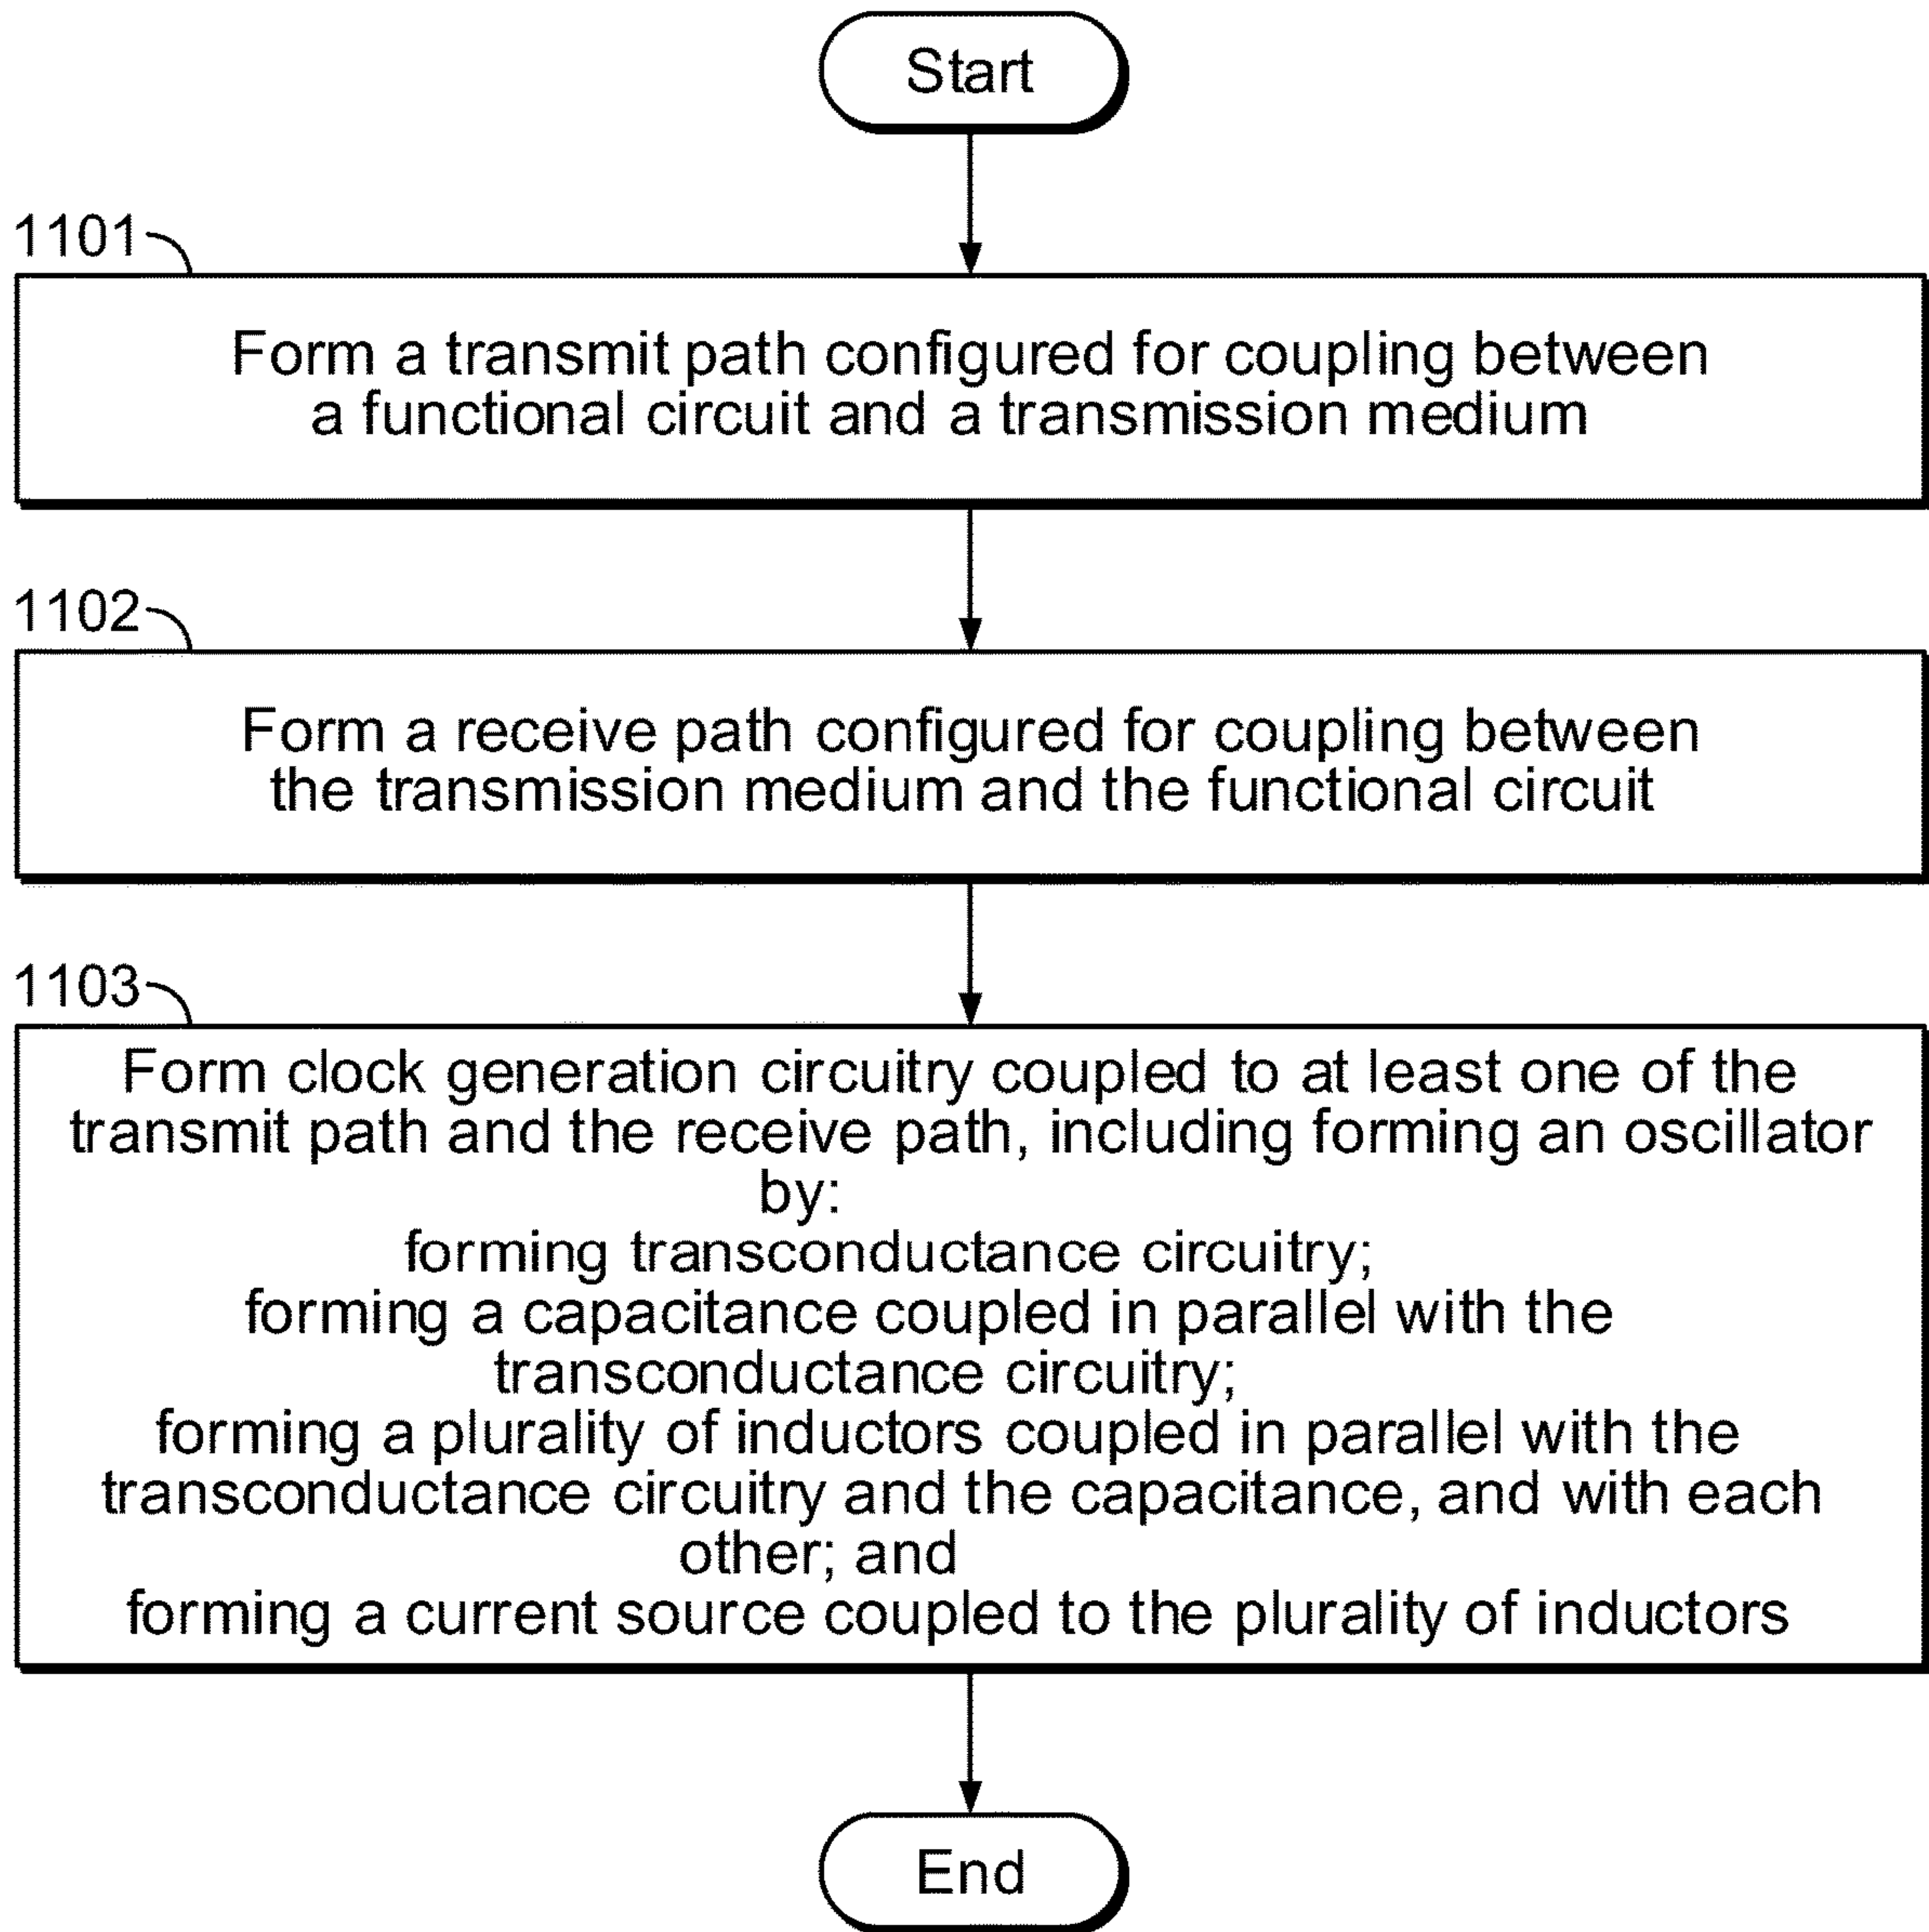 Start
1101
Form a transmit path configured for coupling between
a functional circuit and a transmission medium
1102
Form a receive path configured for coupling between
the transmission medium and the functional circuit
1103
Form clock generation circuitry coupled to at least one of the
transmit path and the receive path, including forming an oscillator
by:
forming transconductance circuitry;
forming a capacitance coupled in parallel with the
transconductance circuitry;
forming a plurality of inductors coupled in parallel with the
transconductance circuitry and the capacitance, and with each
other; and
forming a current source coupled to the plurality of inductors
End